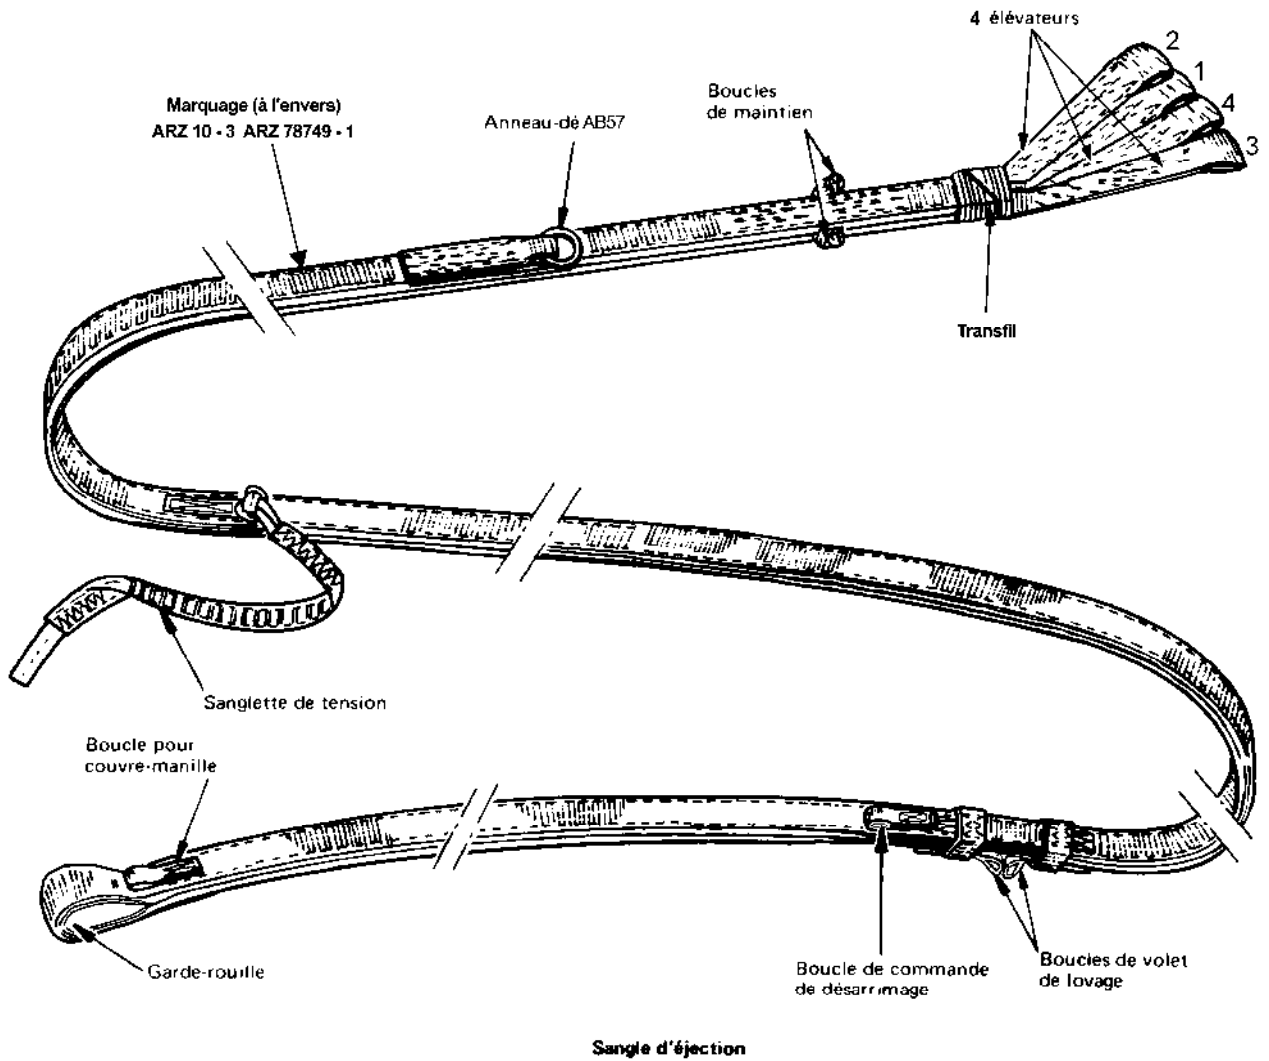 4 élévateurs
2
1
4
3
Boucles
de maintien
Marquage (à l'envers)
ARZ 10 - 3 ARZ 78749 - 1
Anneau-dé AB57
Transfil
Sanglette de tension
Boucle pour
couvre-manille
Garde-rouille
Boucle de commande
de désarrimage
Boucles de volet
de lovage
Sangle d'éjection